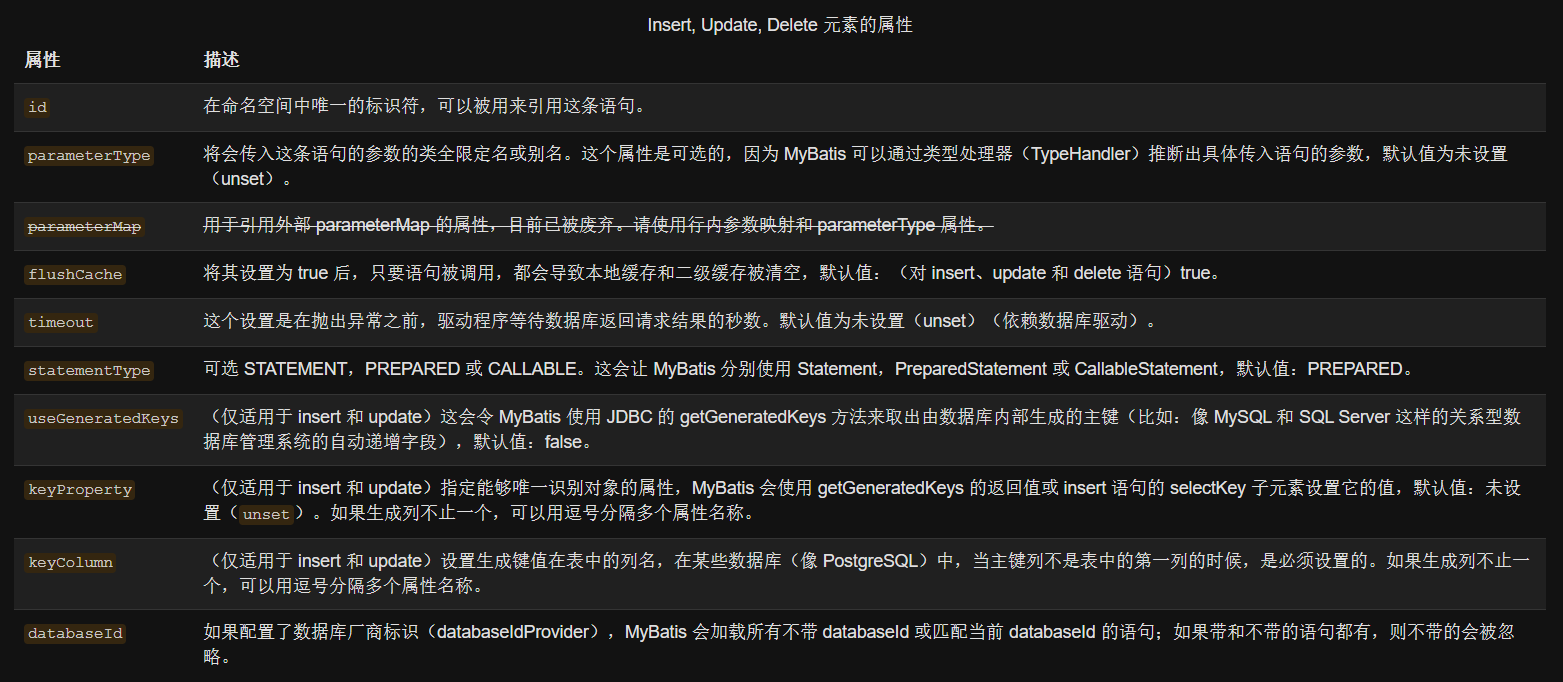 Insert, Update, Delete 元素的属性
属性 描述
id 在命名空间中唯一的标识符，可以被用来引用这条语句。
parameterType 将会传入这条语句的参数的类全限定名或别名。这个属性是可选的，因为 MyBatis 可以通过类型处理器（TypeHandler）推断出具体传入语句的参数，默认值为未设置
（unset）。
parameterMap 用于引用外部 parameterMap 的属性，目前已被废弃。请使用行内参数映射和 parameterType 属性。
flushCache 将其设置为 true 后，只要语句被调用，都会导致本地缓存和二级缓存被清空，默认值：（对 insert、update 和 delete 语句）true。
timeout 这个设置是在抛出异常之前，驱动程序等待数据库返回请求结果的秒数。默认值为未设置（unset）（依赖数据库驱动）。
statementType 可选 STATEMENT，PREPARED 或 CALLABLE。这会让 MyBatis 分别使用 Statement，PreparedStatement 或 CallableStatement，默认值：PREPARED。
useGeneratedKeys （仅适用于 insert 和 update）这会令 MyBatis 使用 JDBC 的 getGeneratedKeys 方法来取出由数据库内部生成的主键（比如：像 MySQL 和 SQL Server 这样的关系型数
据库管理系统的自动递增字段），默认值：false。
keyProperty （仅适用于 insert 和 update）指定能够唯一识别对象的属性，MyBatis 会使用 getGeneratedKeys 的返回值或 insert 语句的 selectKey 子元素设置它的值，默认值：未设
置（unset）。如果生成列不止一个，可以用逗号分隔多个属性名称。
keyColumn （仅适用于 insert 和 update）设置生成键值在表中的列名，在某些数据库（像 PostgreSQL）中，当主键列不是表中的第一列的时候，是必须设置的。如果生成列不止一
个，可以用逗号分隔多个属性名称。
databaseId 如果配置了数据库厂商标识（databaseIdProvider），MyBatis 会加载所有不带 databaseId 或匹配当前 databaseId 的语句；如果带和不带的语句都有，则不带的会被忽
略。